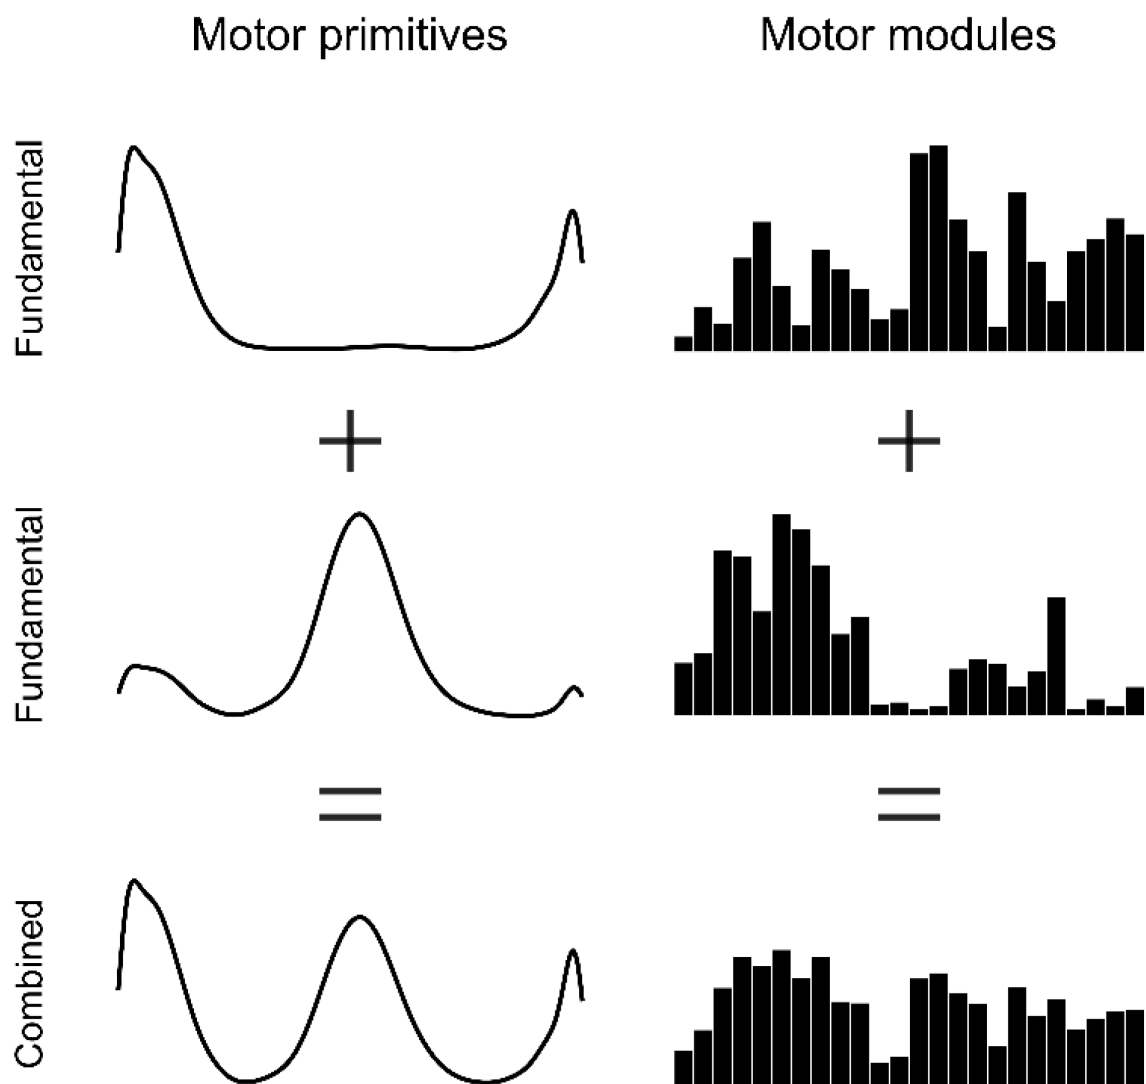 Motor primitives
Motor modules
Fundamental
+
+
Fundamental
=
=
Combined